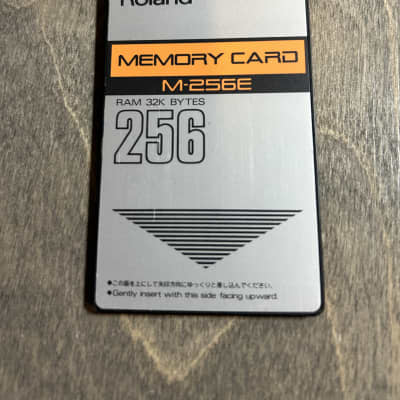 Roland
MEMORY CARD
M-256E
RAM 32K BYTES
256
●この面を上にして矢印方向にゆっくりと差し込んでください。
●Gently insert with this side facing upward.